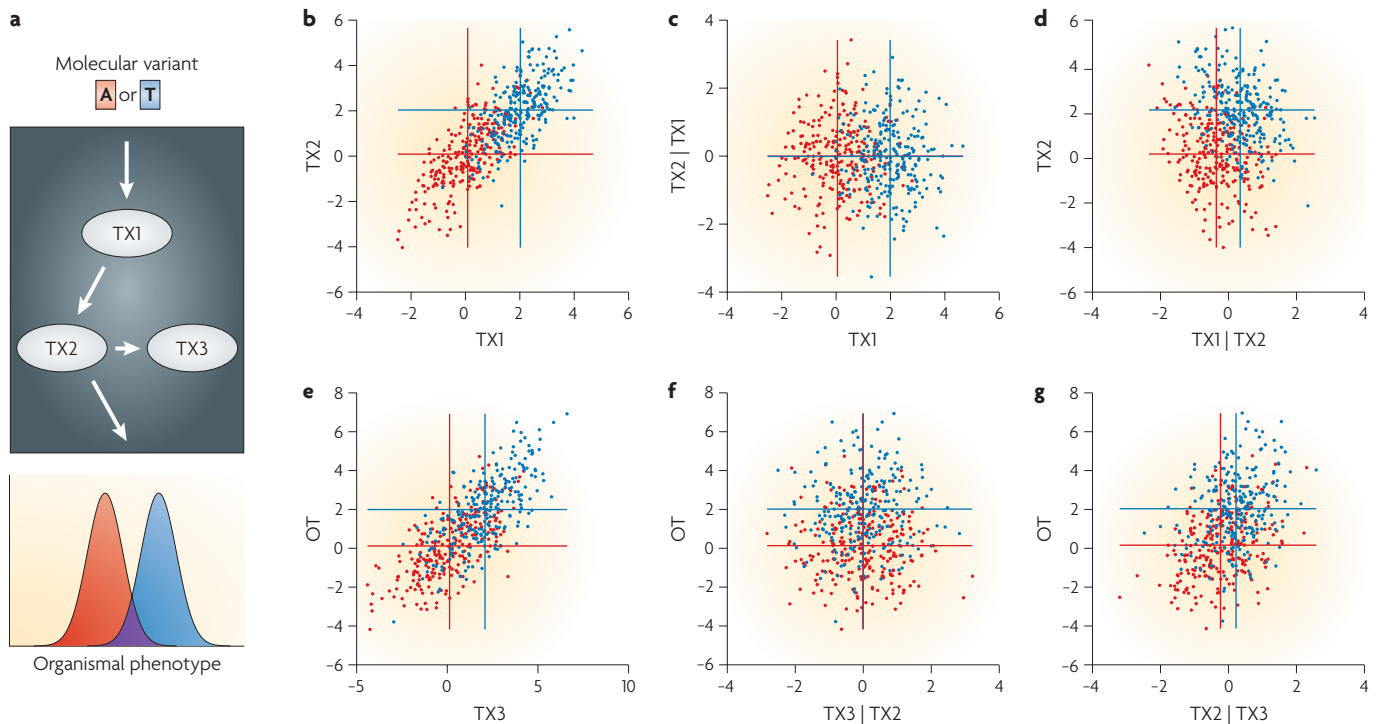 a
Molecular variant
A or T
TX1
TX2
TX3
Organismal phenotype
b
6
4
2
0
–2
–4
–6
TX2
–4 –2 0 2 4 6
TX1
c
4
2
0
–2
–4
TX2 | TX1
–4 –2 0 2 4 6
TX1
d
6
4
2
0
–2
–4
–6
TX2
–4 –2 0 2 4
TX1 | TX2
e
8
6
4
2
0
–2
–4
–6
OT
–5 0 5 10
TX3
f
8
6
4
2
0
–2
–4
–6
OT
–4 –2 0 2 4
TX3 | TX2
g
8
6
4
2
0
–2
–4
–6
OT
–4 –2 0 2 4
TX2 | TX3